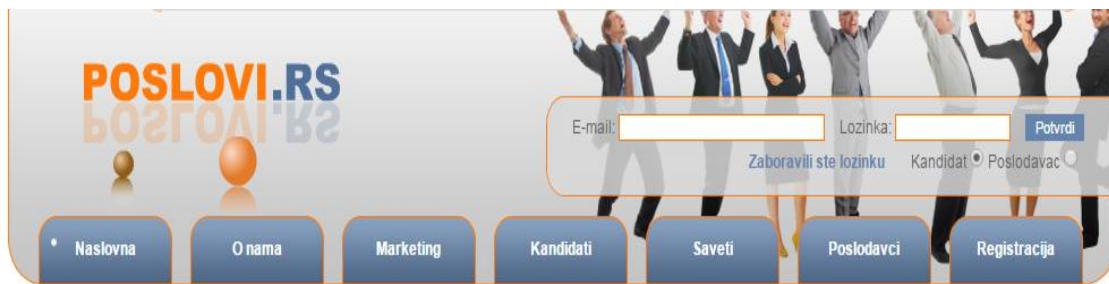 POSLOVI.RS
E-mail: Lozinka: Potvrdi
Zaboravili ste lozinku Kandidat Poslodavac
Naslovna O nama Marketing Kandidati Saveti Poslodavci Registracija